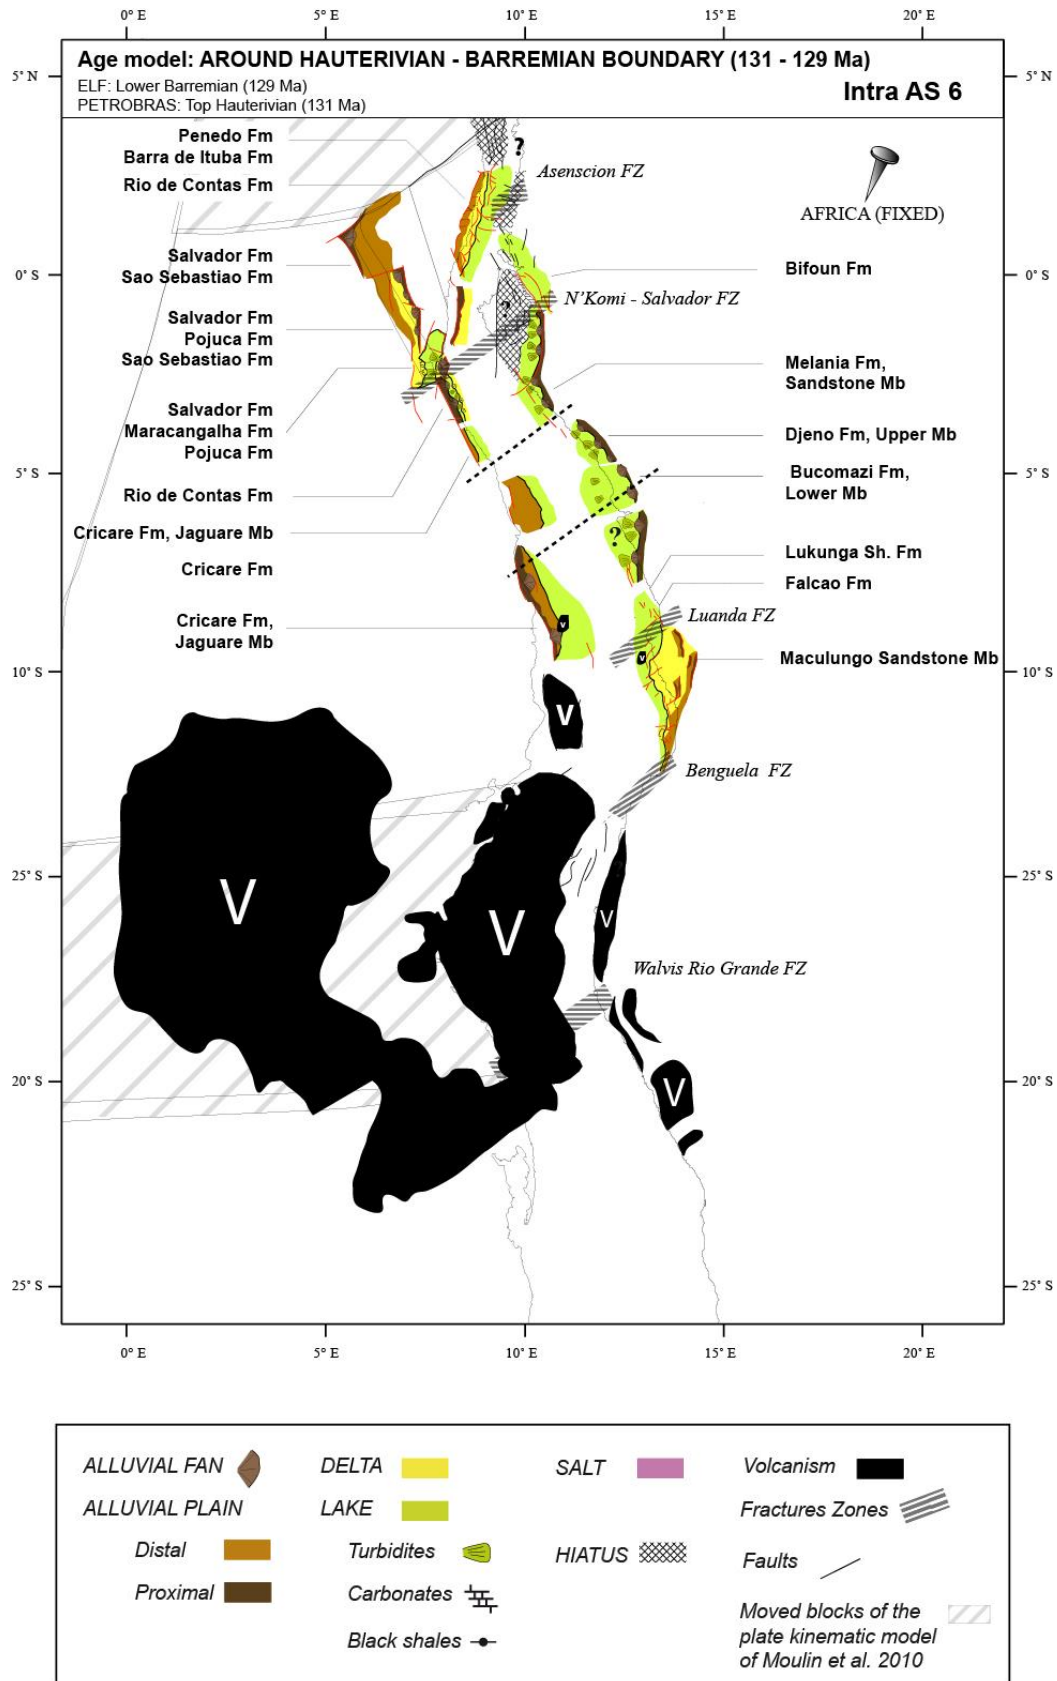 0° E 5° E 10° E 15° E 20° E
Age model: AROUND HAUTERIVIAN - BARREMIAN BOUNDARY (131 - 129 Ma)
5° N 5° N
ELF: Lower Barremian (129 Ma)
Intra AS 6
PETROBRAS: Top Hauterivian (131 Ma)
Penedo Fm
?
Barra de Ituba Fm
Asenscion FZ
Rio de Contas Fm
AFRICA (FIXED)
Salvador Fm
Bifoun Fm
0° S 0° S
Sao Sebastiao Fm
N'Komi - Salvador FZ
?
Salvador Fm
Pojuca Fm
Sao Sebastiao Fm
Melania Fm,
Sandstone Mb
Salvador Fm
Maracangalha Fm
Djeno Fm, Upper Mb
Pojuca Fm
5° S 5° S
Bucomazi Fm,
Lower Mb
Rio de Contas Fm
Cricare Fm, Jaguare Mb
?
Lukunga Sh. Fm
Cricare Fm
Falcao Fm
Cricare Fm,
Jaguare Mb
Luanda FZ
V
V
Maculungo Sandstone Mb
10° S 10° S
V
Benguela FZ
25° S 25° S
V
V
V
Walvis Rio Grande FZ
20° S 20° S
V
25° S 25° S
0° E 5° E 10° E 15° E 20° E
ALLUVIAL FAN
DELTA
SALT
Volcanism
ALLUVIAL PLAIN
LAKE
Fractures Zones
Distal
Turbidites
HIATUS
Faults
Proximal
Carbonates
Black shales
Moved blocks of the
plate kinematic model
of Moulin et al. 2010